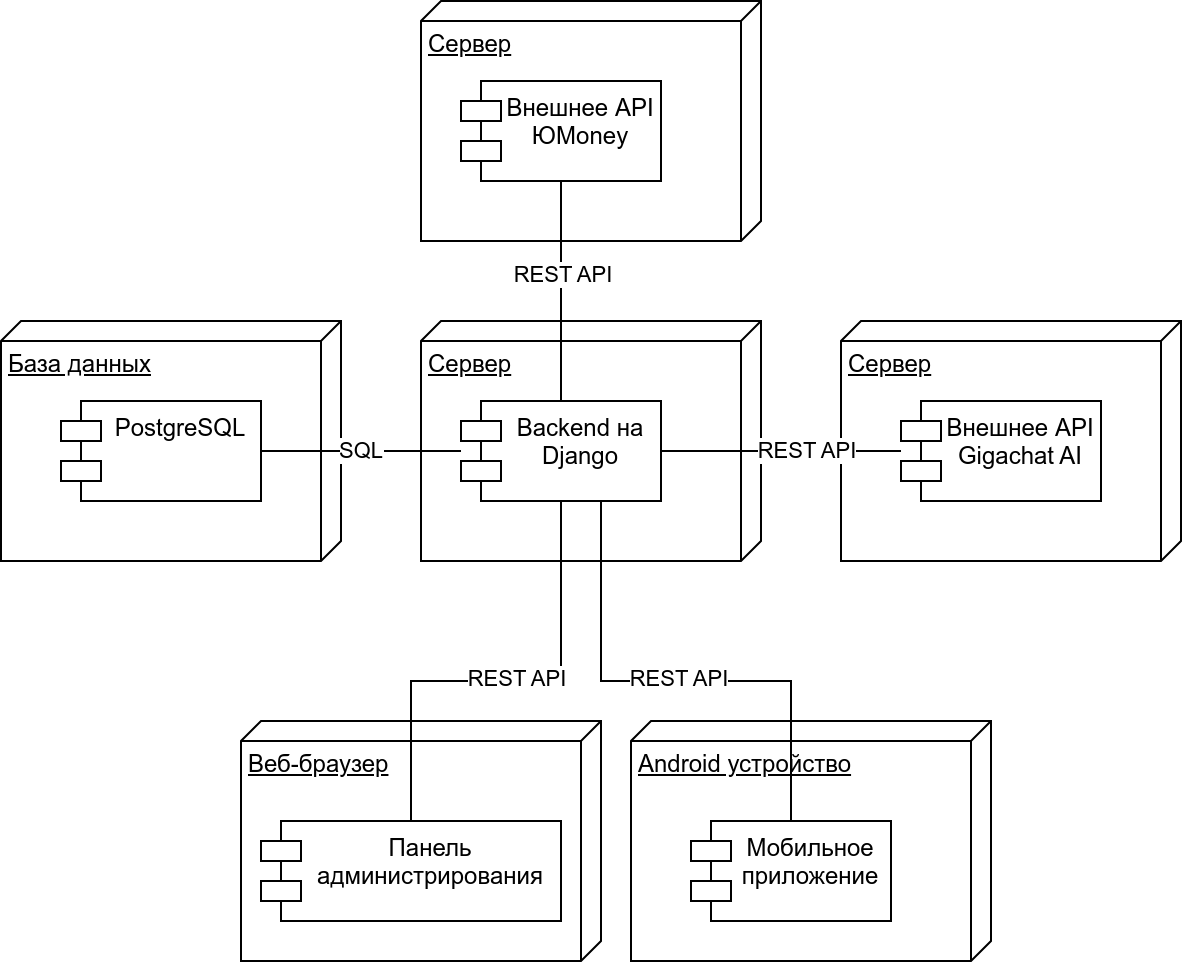 Сервер
Внешнее API
ЮMoney
REST API
База данных
PostgreSQL
SQL
Сервер
Backend на
Django
REST API
Сервер
Внешнее API
Gigachat AI
REST API
REST API
Веб-браузер
Панель
администрирования
Android устройство
Мобильное
приложение